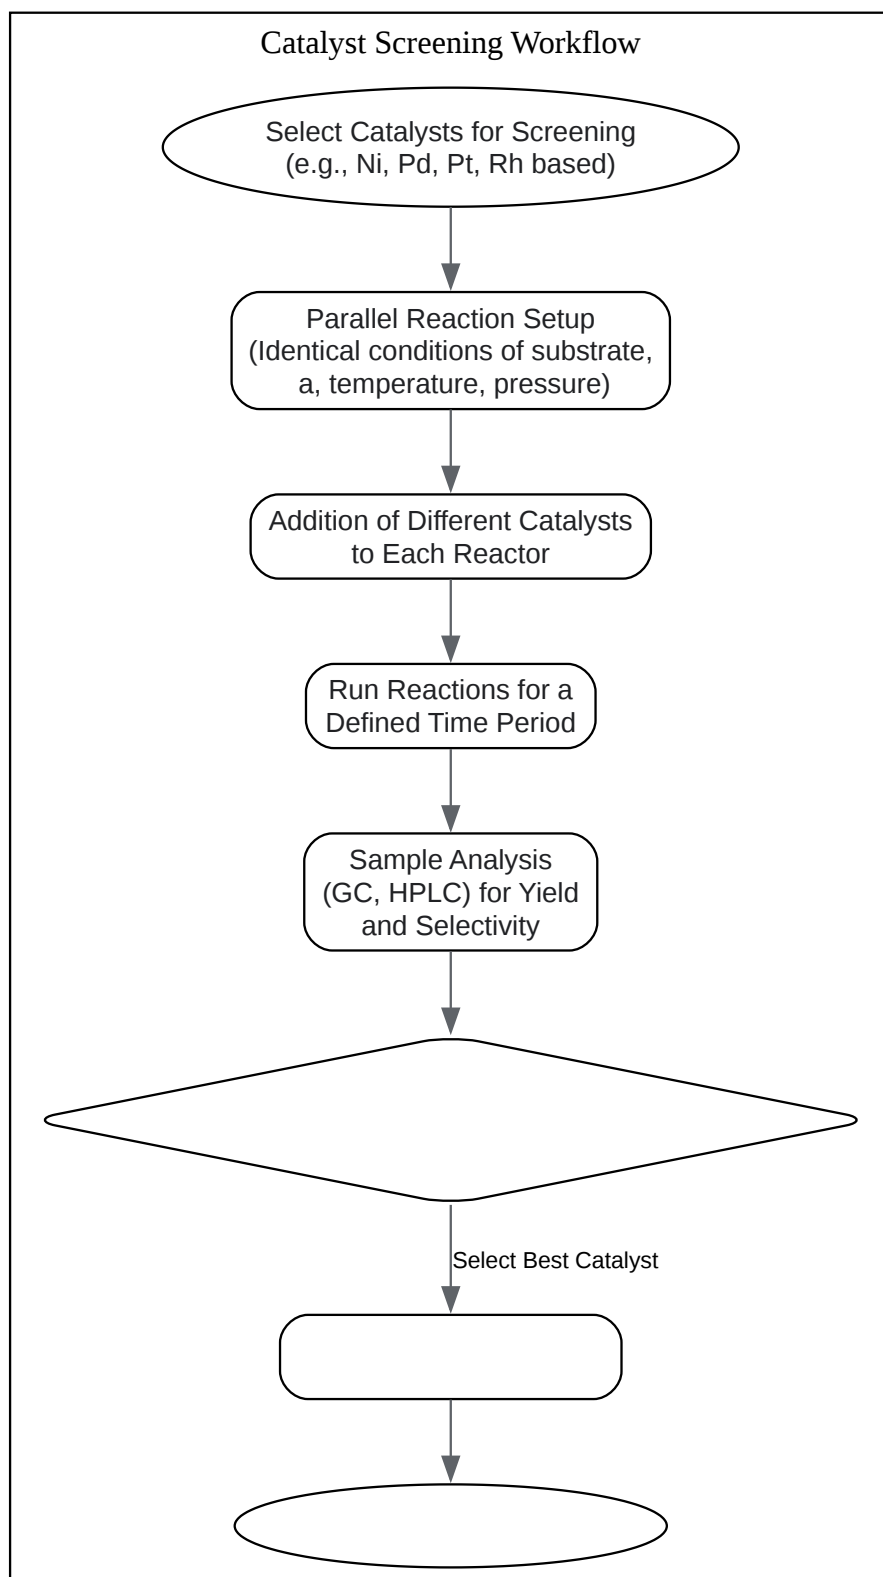 Catalyst Screening Workflow
Select Catalysts for Screening
(e.g., Ni, Pd, Pt, Rh based)
Parallel Reaction Setup
(Identical conditions of substrate,
a, temperature, pressure)
Addition of Different Catalysts
to Each Reactor
Run Reactions for a
Defined Time Period
Sample Analysis
(GC, HPLC) for Yield
and Selectivity
Select Best Catalyst